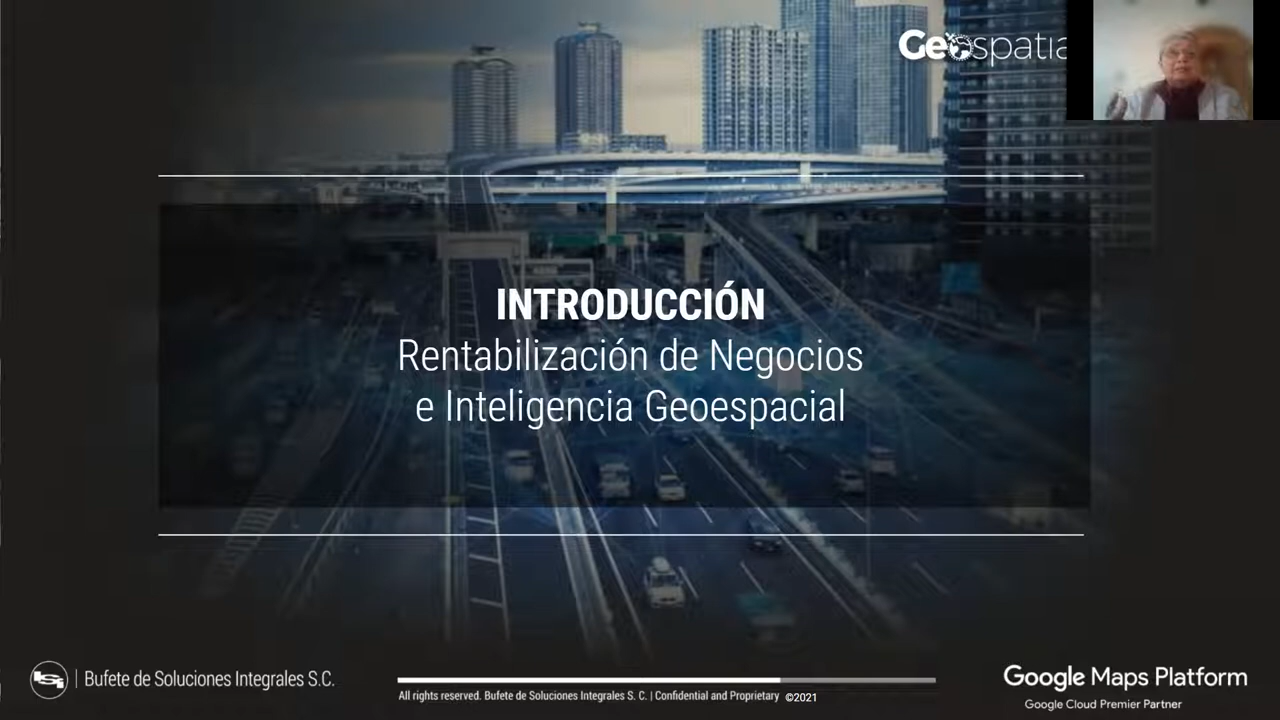 Geospatia
INTRODUCCIÓN
Rentabilización de Negocios
e Inteligencia Geoespacial
Bufete de Soluciones Integrales S.C.
All rights reserved. Bufete de Soluciones Integrales S. C. | Confidential and Proprietary ©2021
Google Maps Platform
Google Cloud Premier Partner